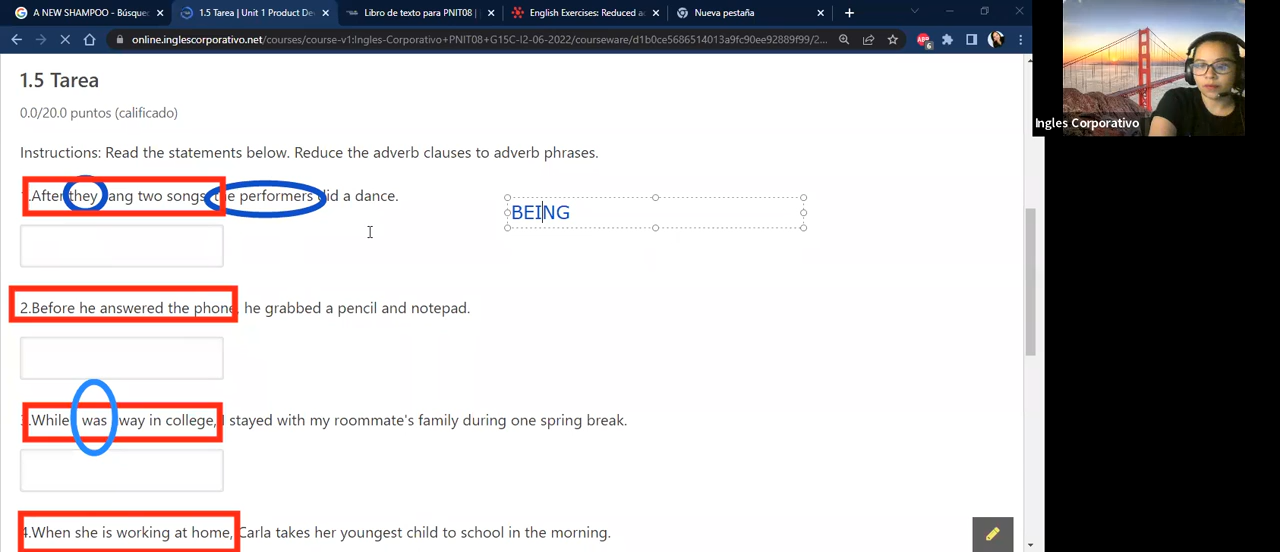 A NEW SHAMPOO - Búsque
1.5 Tarea | Unit 1 Product De
Libro de texto para PNIT08 |
English Exercises: Reduced a
Nueva pestaña
online.inglescorporativo.net/courses/course-v1:Ingles-Corporativo+PNIT08+G15C-I2-06-2022/courseware/d1b0ce5686514013a9fc90ee92889f99/2...
6
Ingles Corporativo
1.5 Tarea
0.0/20.0 puntos (calificado)
Instructions: Read the statements below. Reduce the adverb clauses to adverb phrases.
After they ang two songs the performers did a dance.
BEING
2.Before he answered the phone, he grabbed a pencil and notepad.
3.While was way in college, I stayed with my roommate's family during one spring break.
4.When she is working at home, Carla takes her youngest child to school in the morning.